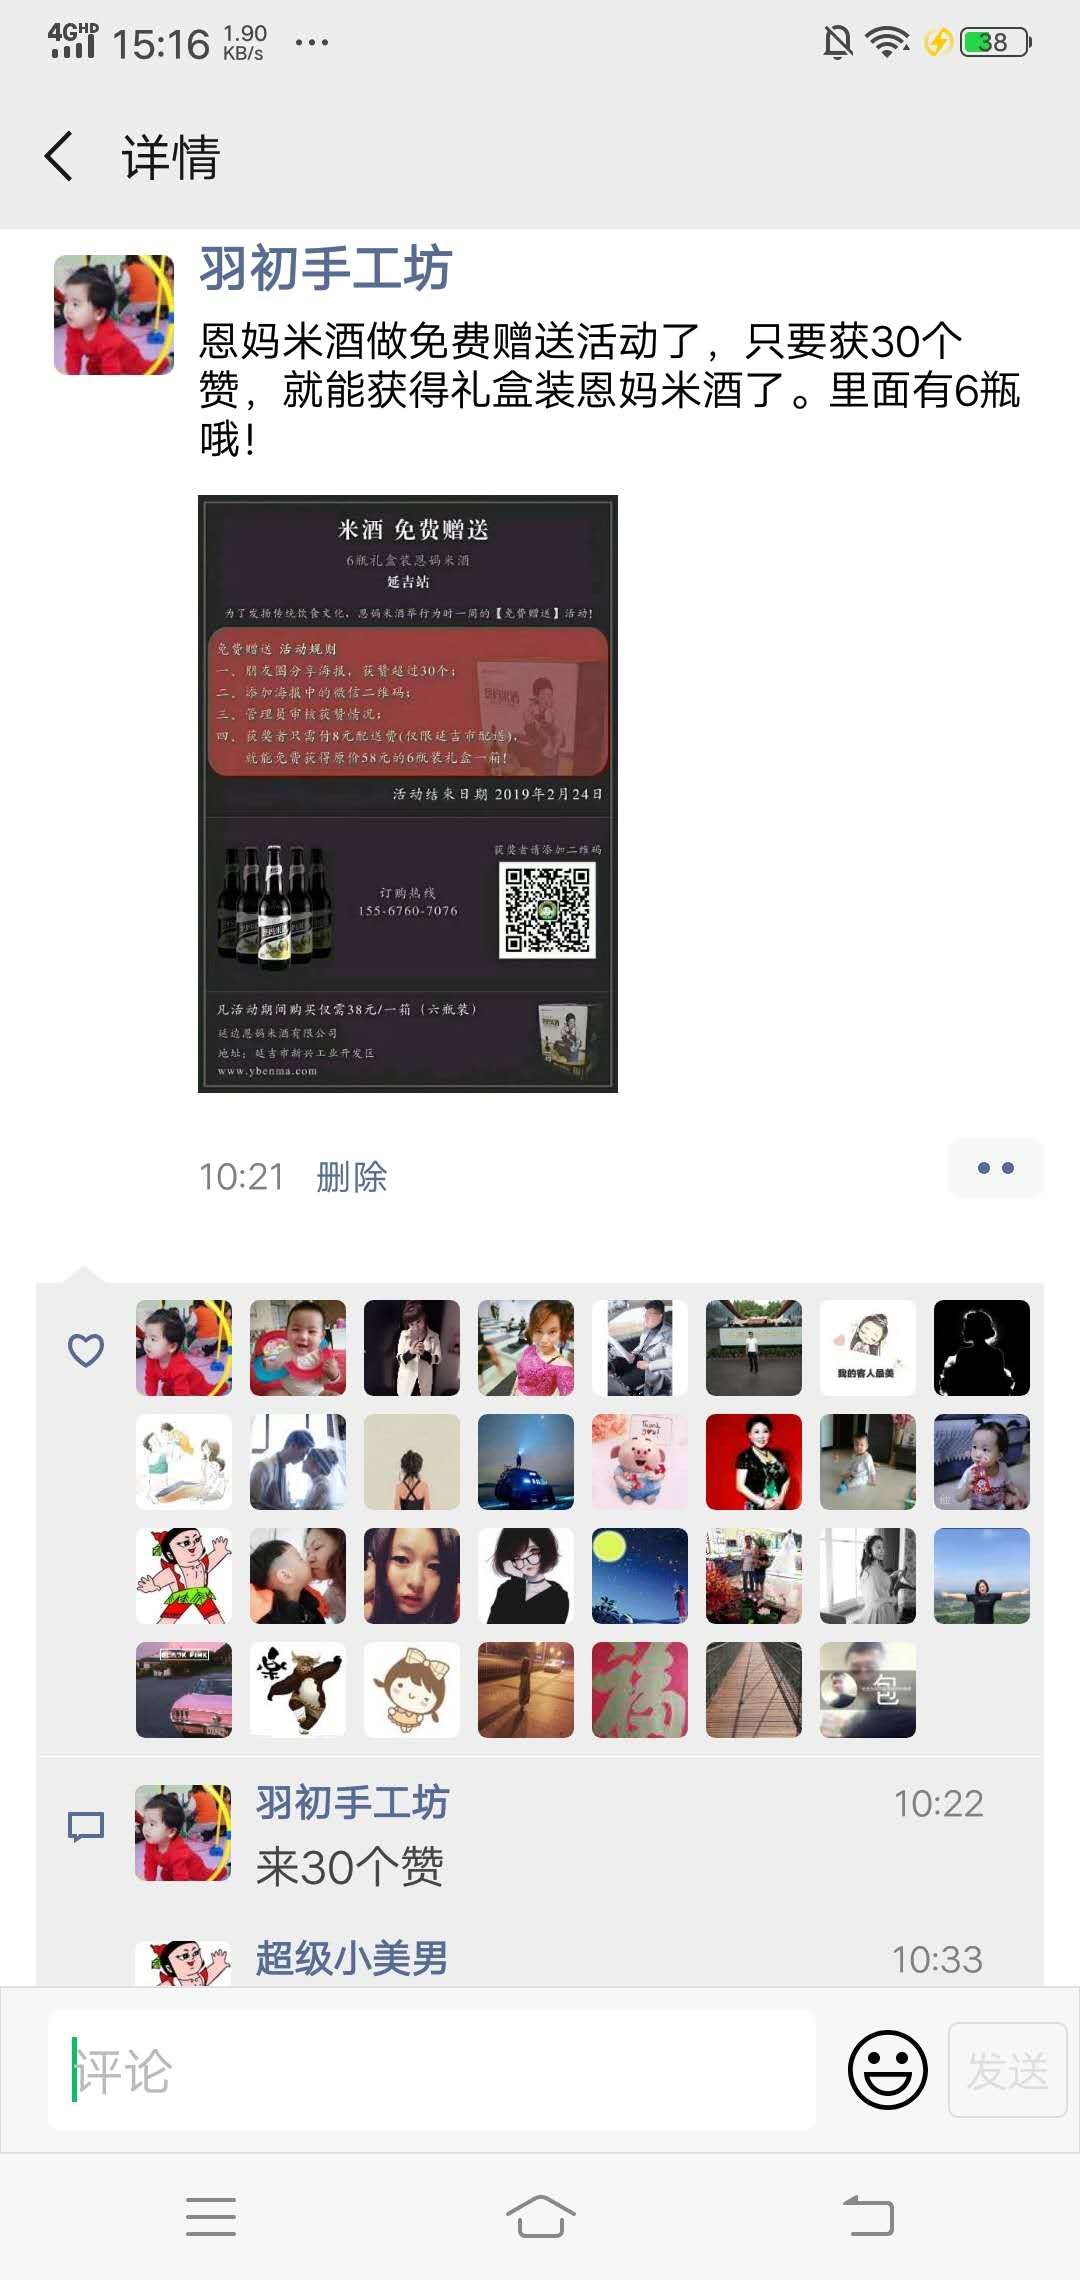 4G HD 15:16 1.90 KB/s ··· 38
详情
羽初手工坊
恩妈米酒做免费赠送活动了，只要获30个
赞，就能获得礼盒装恩妈米酒了。里面有6瓶
哦！
米酒 免费赠送
6瓶礼盒装恩妈米酒
延吉站
为了发扬传统饮食文化，恩妈米酒举行为时一周的【免费赠送】活动！
免费赠送 活动规则
一、朋友圈分享海报，获赞超过30个；
二、添加海报中的微信二维码；
三、管理员审核获赞情况；
四、获奖者只需付8元配送费(仅限延吉市配送)，
就能免费获得原价58元的6瓶装礼盒一箱！
活动结束日期 2019年2月24日
获奖者请添加二维码
订购热线
155-6760-7076
凡活动期间购买仅需38元/一箱（六瓶装）
延边恩妈米酒有限公司
地址：延吉市新兴工业开发区
www.ybenma.com
10:21 删除
我的客人最美
Thank you!
BLACK PINK
福
包
羽初手工坊 10:22
来30个赞
超级小美男 10:33
评论 发送